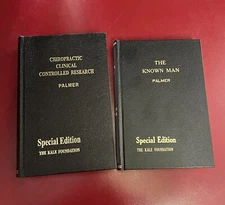 CHIROPRACTIC
CLINICAL
CONTROLLED RESEARCH
PALMER
Special Edition
THE KALE FOUNDATION
THE
KNOWN MAN
PALMER
Special Edition
THE KALE FOUNDATION